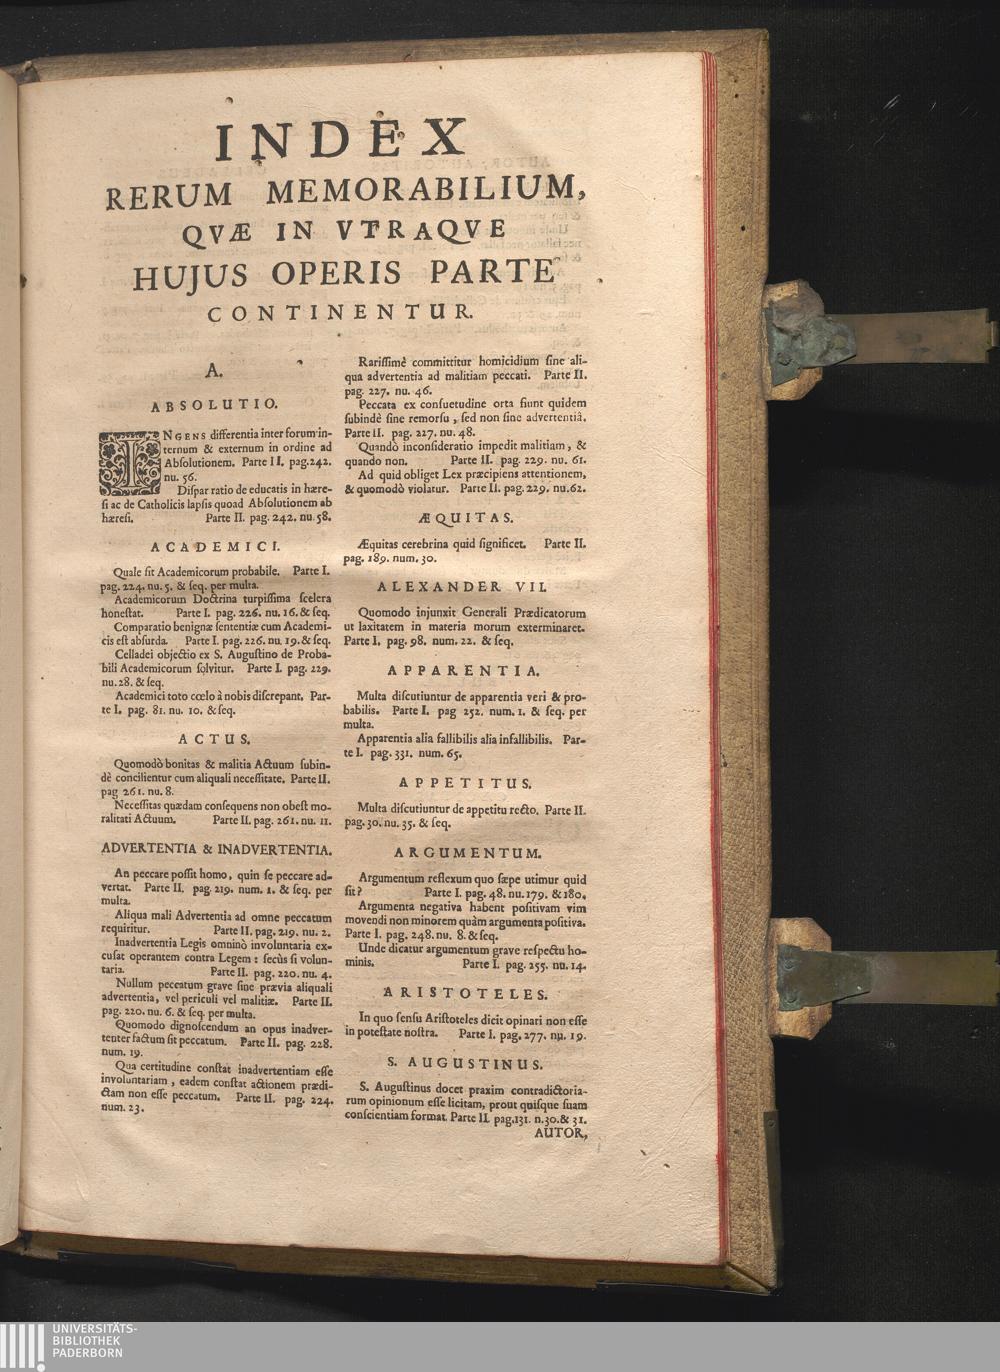 INDEX
RERUM MEMORABILIUM,
QVÆ IN VTRAQVE
HUJUS OPERIS PARTE
CONTINENTUR.
A.
ABSOLUTIO.
INGENS differentia inter forum in-
ternum & externum in ordine ad
Absolutionem. Parte II. pag. 242.
nu. 56.
Dispar ratio de educatis in hære-
si ac de Catholicis lapsis quoad Absolutionem ab
hæresi. Parte II. pag. 242. nu. 58.
ACADEMICI.
Quale sit Academicorum probabile. Parte I.
pag. 224. nu. 5. & seq. per multa.
Academicorum Doctrina turpissima scelera
honestat. Parte I. pag. 226. nu. 16. & seq.
Comparatio benignæ sententiæ cum Academi-
cis est absurda. Parte I. pag. 226. nu. 19. & seq.
Celladei objectio ex S. Augustino de Proba-
bili Academicorum solvitur. Parte I. pag. 229.
nu. 28. & seq.
Academici toto cœlo à nobis discrepant. Par-
te I. pag. 81. nu. 10. & seq.
ACTUS.
Quomodò bonitas & malitia Actuum subin-
dè concilientur cum aliquali necessitate. Parte II.
pag 261. nu. 8.
Necessitas quædam consequens non obest mo-
ralitati Actuum. Parte II. pag. 261. nu. 11.
ADVERTENTIA & INADVERTENTIA.
An peccare possit homo, quin se peccare ad-
vertat. Parte II. pag. 219. num. 1. & seq. per
multa.
Aliqua mali Advertentia ad omne peccatum
requiritur. Parte II. pag. 219. nu. 2.
Inadvertentia Legis omninò involuntaria ex-
cusat operantem contra Legem: secùs si volun-
taria. Parte II. pag. 220. nu. 4.
Nullum peccatum grave sine prævia aliquali
advertentia, vel periculi vel malitiæ. Parte II.
pag. 220. nu. 6. & seq. per multa.
Quomodo dignoscendum an opus inadver-
tenter factum sit peccatum. Parte II. pag. 228.
num. 19.
Qua certitudine constat inadvertentiam esse
involuntariam, eadem constat actionem prædi-
ctam non esse peccatum. Parte II. pag. 224.
num. 23.
Rarissimè committitur homicidium sine ali-
qua advertentia ad malitiam peccati. Parte II.
pag. 227. nu. 46.
Peccata ex consuetudine orta fiunt quidem
subindè sine remorsu, sed non sine advertentiâ.
Parte II. pag. 227. nu. 48.
Quandò inconsideratio impedit malitiam, &
quando non. Parte II. pag. 229. nu. 61.
Ad quid obliget Lex præcipiens attentionem,
& quomodò violatur. Parte II. pag. 229. nu. 62.
ÆQUITAS.
Æquitas cerebrina quid significet. Parte II.
pag. 189. num. 30.
ALEXANDER VII.
Quomodo injunxit Generali Prædicatorum
ut laxitatem in materia morum exterminaret.
Parte I. pag. 98. num. 22. & seq.
APPARENTIA.
Multa discutiuntur de apparentia veri & pro-
babilis. Parte I. pag 252. num. 1. & seq. per
multa.
Apparentia alia fallibilis alia infallibilis. Par-
te I. pag. 331. num. 65.
APPETITUS.
Multa discutiuntur de appetitu recto. Parte II.
pag. 30. nu. 35. & seq.
ARGUMENTUM.
Argumentum reflexum quo sæpe utimur quid
sit? Parte I. pag. 48. nu. 179. & 180.
Argumenta negativa habent positivam vim
movendi non minorem quàm argumenta positiva.
Parte I. pag. 248. nu. 8. & seq.
Unde dicatur argumentum grave respectu ho-
minis. Parte I. pag. 255. nu. 14.
ARISTOTELES.
In quo sensu Aristoteles dicit opinari non esse
in potestate nostra. Parte I. pag. 277. nu. 19.
S. AUGUSTINUS.
S. Augustinus docet praxim contradictoria-
rum opinionum esse licitam, prout quisque suam
conscientiam format. Parte II. pag. 131. n. 30. & 31.
AUTOR,
UNIVERSITÄTS-
BIBLIOTHEK
PADERBORN